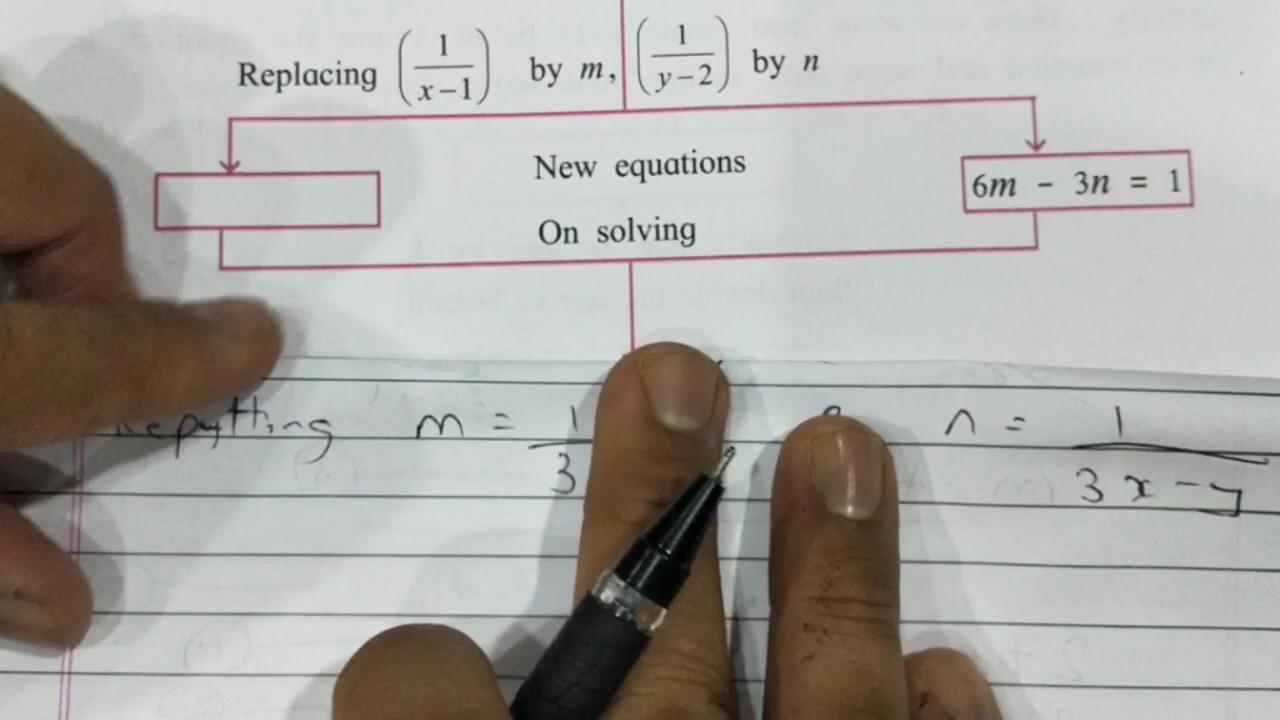 Replacing (1/(x-1)) by m, (1/(y-2)) by n
New equations
6m - 3n = 1
On solving
m = 1/3 n = 1/(3x-y)